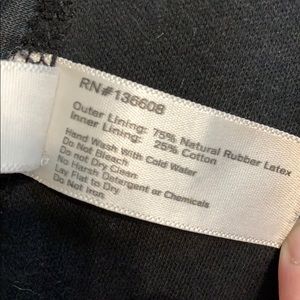 RN#136608
Outer Lining: 75% Natural Rubber Latex
Inner Lining: 25% Cotton
Hand Wash with Cold Water
Do Not Bleach
Do not Dry Clean
No Harsh Detergent or Chemicals
Lay Flat to Dry
Do Not Iron